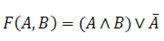 F(A,B) = (A ∧ B) ∨ Ā